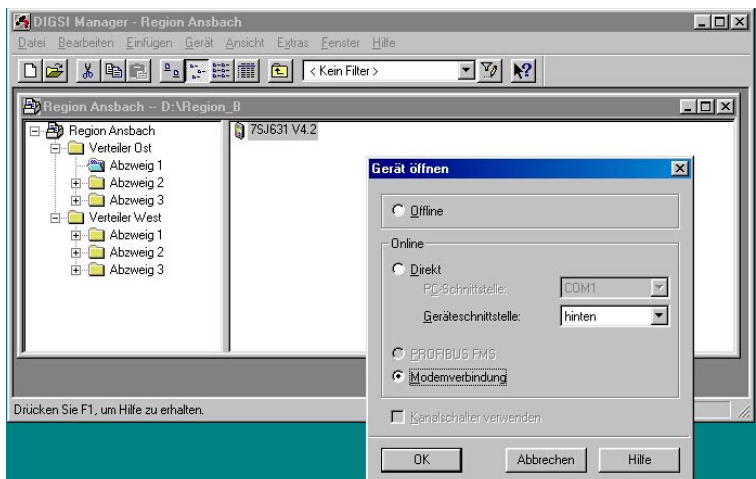 DIGSI Manager - Region Ansbach
Datei Bearbeiten Einfügen Gerät Ansicht Extras Fenster Hilfe
< Kein Filter >
Region Ansbach -- D:\Region_B
Region Ansbach
Verteiler Ost
Abzweig 1
Abzweig 2
Abzweig 3
Verteiler West
Abzweig 1
Abzweig 2
Abzweig 3
7SJ631 V4.2
Gerät öffnen
Offline
Online
Direkt
PC-Schnittstelle: COM1
Geräteschnittstelle: hinten
PROFIBUS FMS
Modemverbindung
Kanalschalter verwenden
OK Abbrechen Hilfe
Drücken Sie F1, um Hilfe zu erhalten.